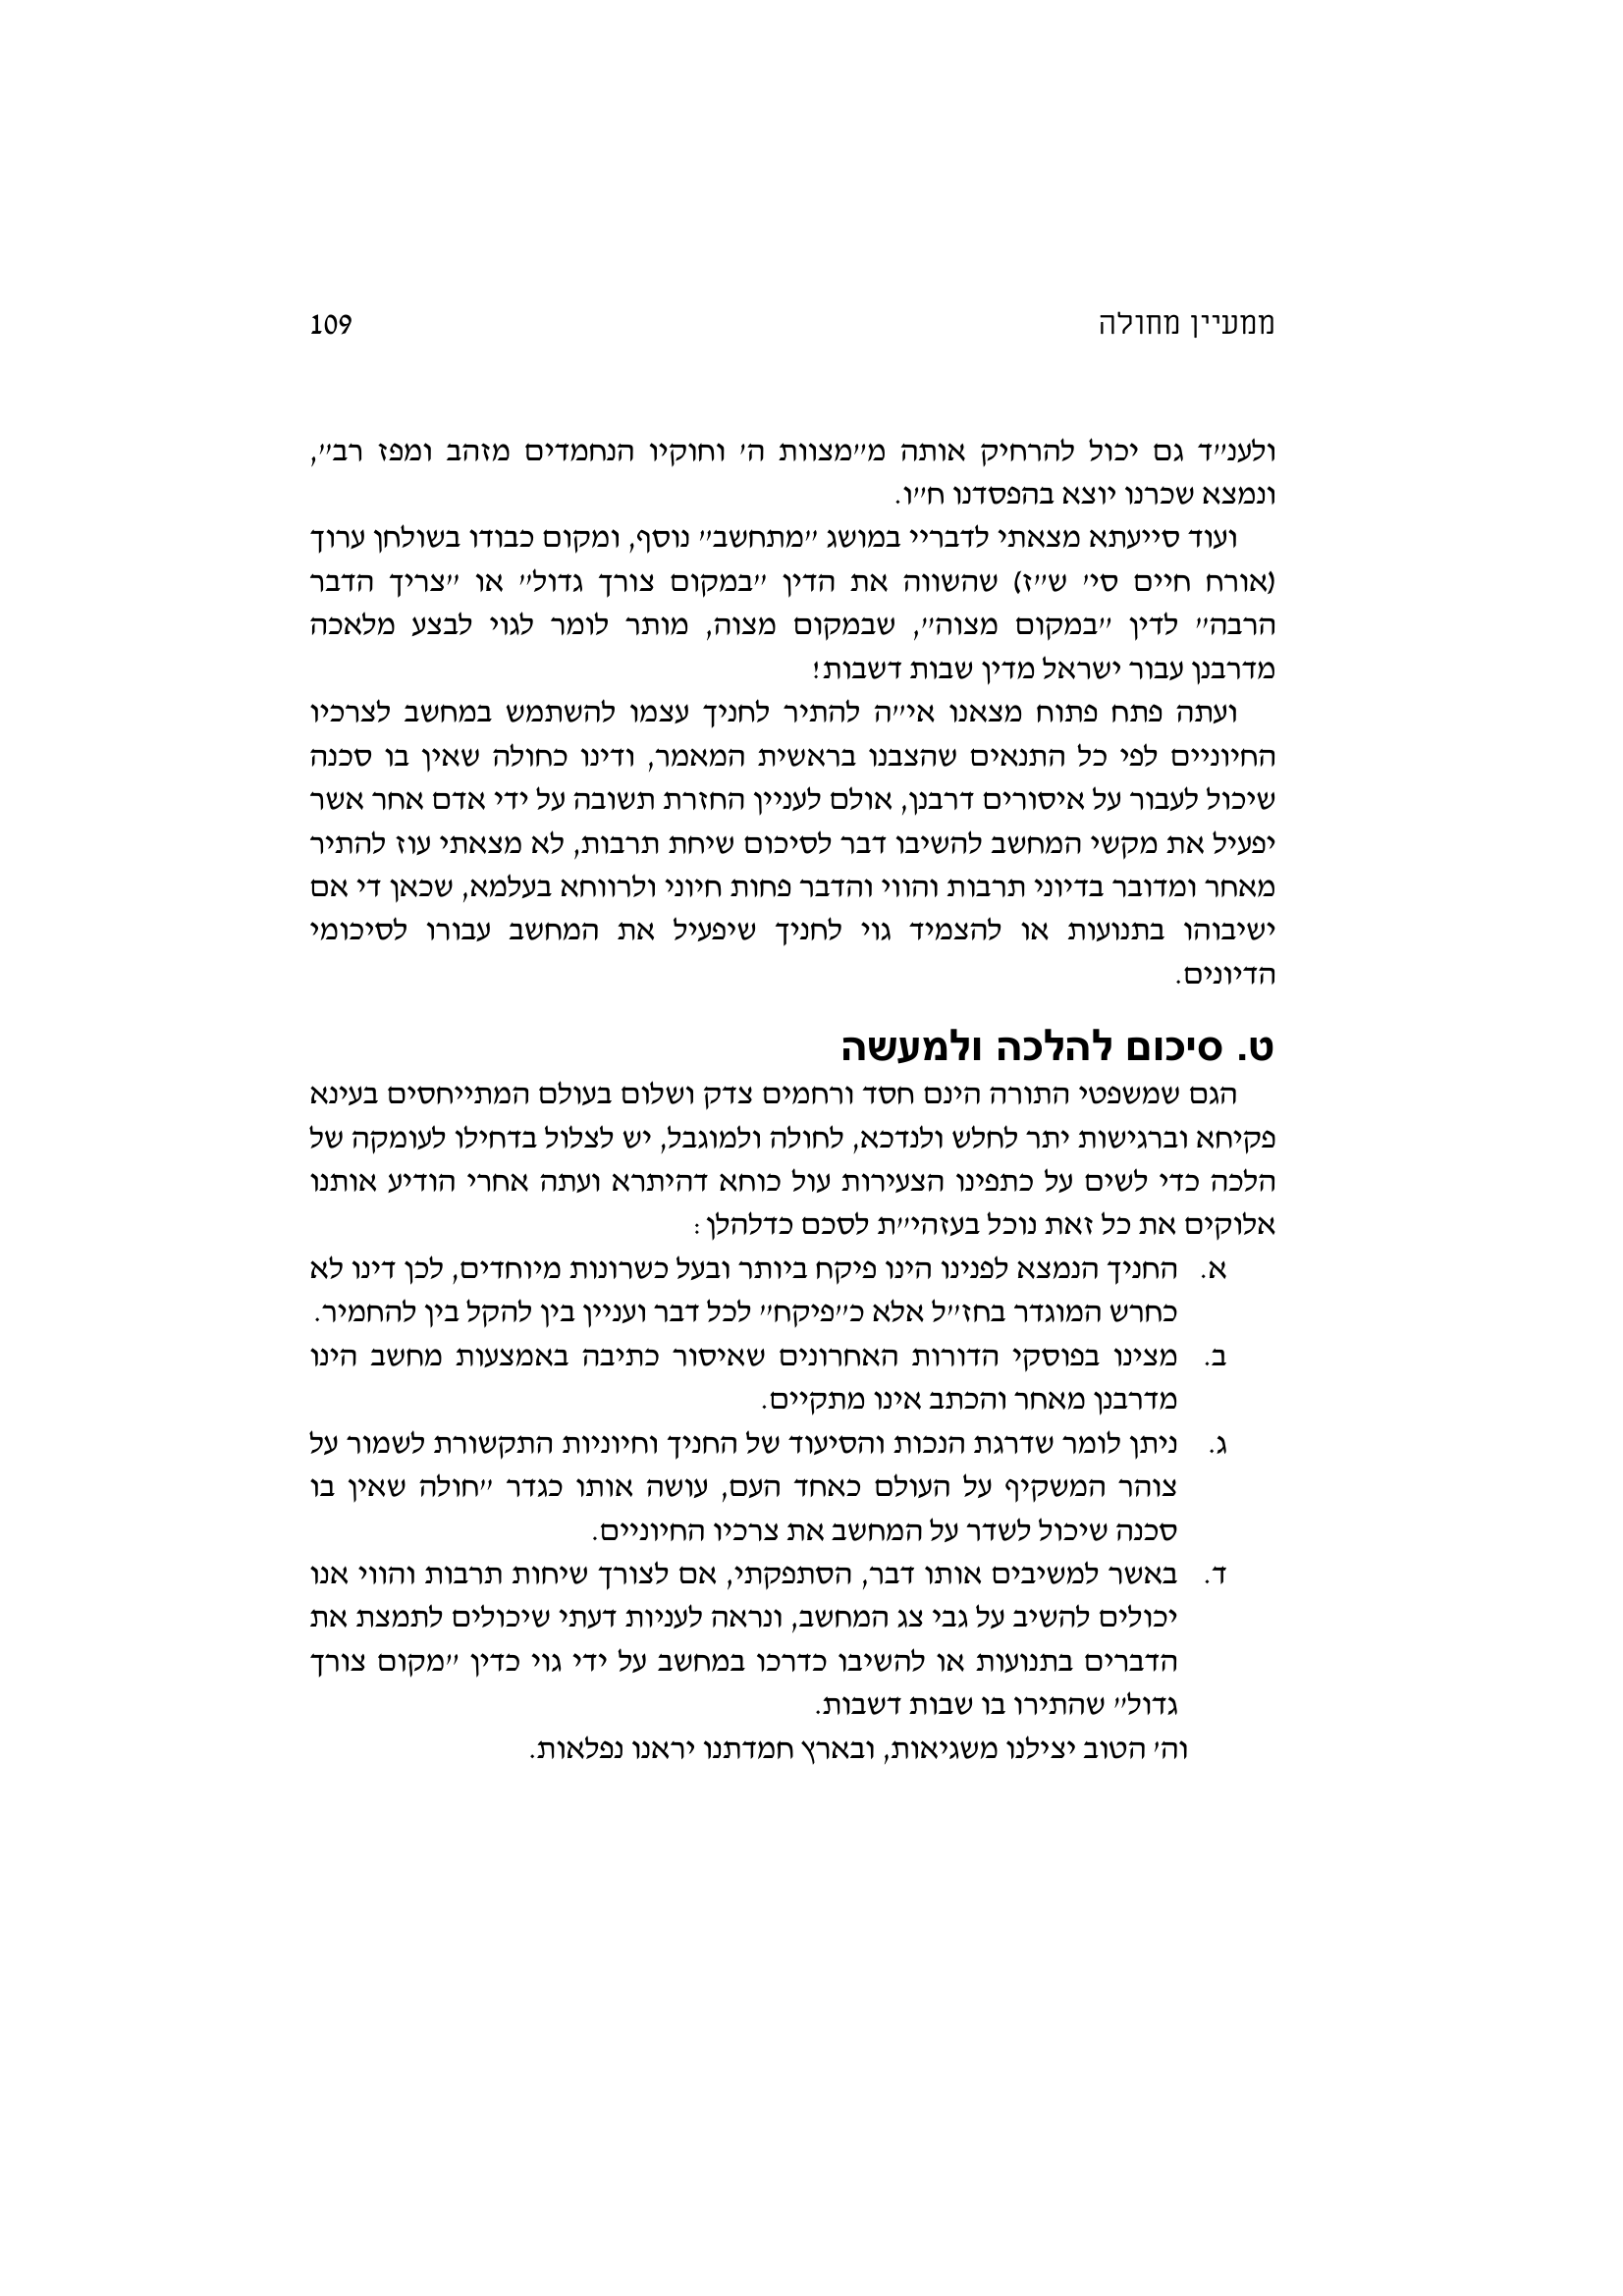 ממעיין מחולה 109
ולענ״ד גם יכול להרחיק אותה מ״מצוות ה׳ וחוקיו הנחמדים מזהב ומפז רב״,
ונמצא שכרנו יוצא בהפסדנו ח״ו.
ועוד סייעתא מצאתי לדבריי במושג ״מתחשב״ נוסף, ומקום כבודו בשולחן ערוך
(אורח חיים סי׳ ש״ז) שהשווה את הדין ״במקום צורך גדול״ או ״צריך הדבר
הרבה״ לדין ״במקום מצוה״, שבמקום מצוה, מותר לומר לגוי לבצע מלאכה
מדרבנן עבור ישראל מדין שבות דשבות!
ועתה פתח פתוח מצאנו אי״ה להתיר לחניך עצמו להשתמש במחשב לצרכיו
החיוניים לפי כל התנאים שהצבנו בראשית המאמר, ודינו כחולה שאין בו סכנה
שיכול לעבור על איסורים דרבנן, אולם לעניין החזרת תשובה על ידי אדם אחר אשר
יפעיל את מקשי המחשב להשיבו דבר לסיכום שיחת תרבות, לא מצאתי עוז להתיר
מאחר ומדובר בדיוני תרבות והווי והדבר פחות חיוני ולרווחא בעלמא, שכאן די אם
ישיבוהו בתנועות או להצמיד גוי לחניך שיפעיל את המחשב עבורו לסיכומי
הדיונים.
ט. סיכום להלכה ולמעשה
הגם שמשפטי התורה הינם חסד ורחמים צדק ושלום בעולם המתייחסים בעינא
פקיחא וברגישות יתר לחלש ולנדכא, לחולה ולמוגבל, יש לצלול בדחילו לעומקה של
הלכה כדי לשים על כתפינו הצעירות עול כוחא דהיתרא ועתה אחרי הודיע אותנו
אלוקים את כל זאת נוכל בעזהי״ת לסכם כדלהלן:
א. החניך הנמצא לפנינו הינו פיקח ביותר ובעל כשרונות מיוחדים, לכן דינו לא
כחרש המוגדר בחז״ל אלא כ״פיקח״ לכל דבר ועניין בין להקל בין להחמיר.
ב. מצינו בפוסקי הדורות האחרונים שאיסור כתיבה באמצעות מחשב הינו
מדרבנן מאחר והכתב אינו מתקיים.
ג. ניתן לומר שדרגת הנכות והסיעוד של החניך וחיוניות התקשורת לשמור על
צוהר המשקיף על העולם כאחד העם, עושה אותו כגדר ״חולה שאין בו
סכנה שיכול לשדר על המחשב את צרכיו החיוניים.
ד. באשר למשיבים אותו דבר, הסתפקתי, אם לצורך שיחות תרבות והווי אנו
יכולים להשיב על גבי צג המחשב, ונראה לעניות דעתי שיכולים לתמצת את
הדברים בתנועות או להשיבו כדרכו במחשב על ידי גוי כדין ״מקום צורך
גדול״ שהתירו בו שבות דשבות.
וה׳ הטוב יצילנו משגיאות, ובארץ חמדתנו יראנו נפלאות.